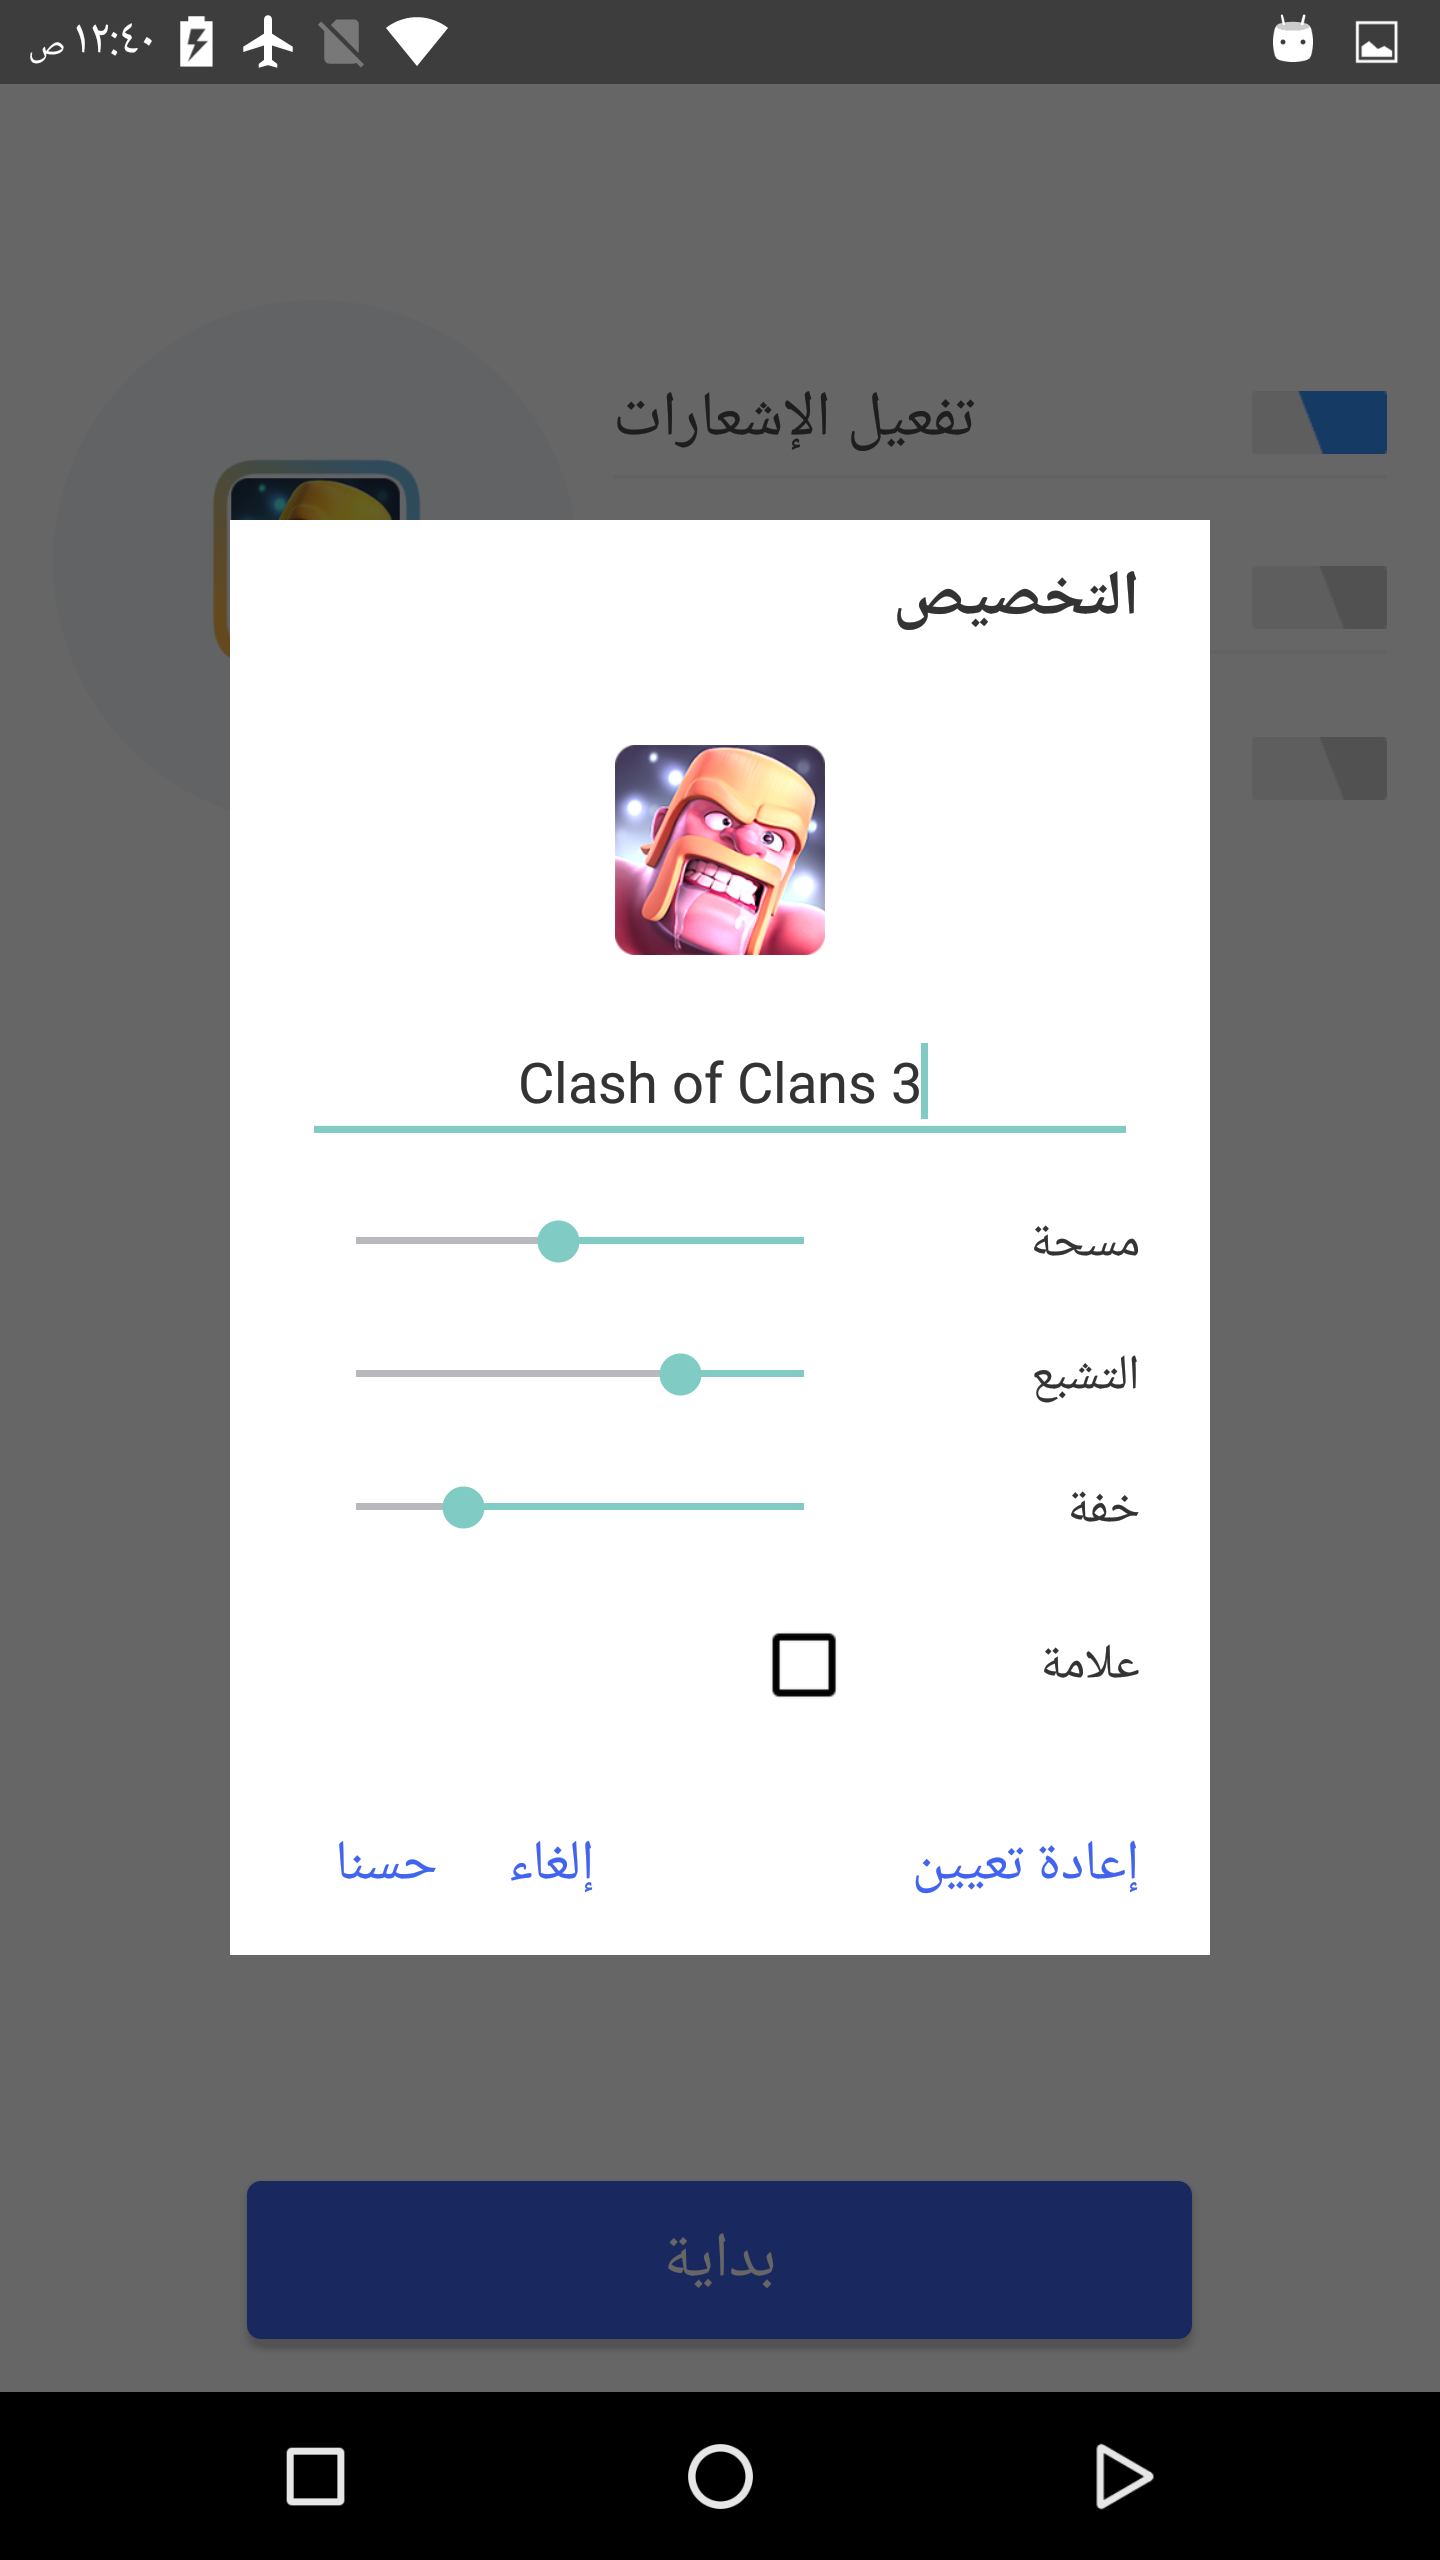 ١٢:٤٠ ص
تفعيل الإشعارات
التخصيص
Clash of Clans 3
مسحة
التشبع
خفة
علامة
إعادة تعيين
إلغاء
حسنا
بداية